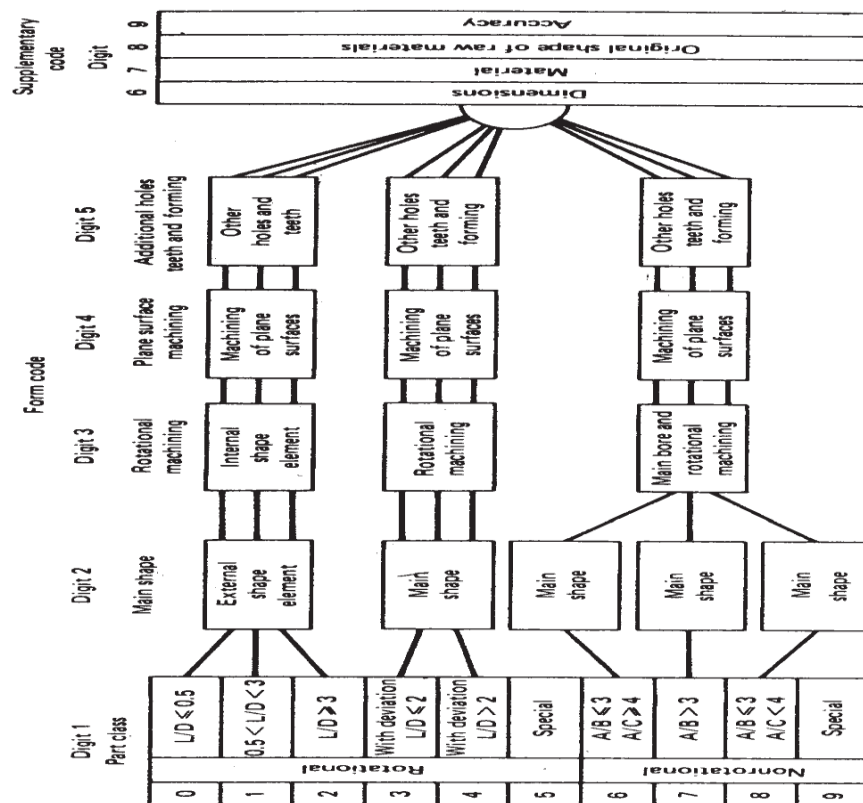 Form code
Supplementary
code
Digit 1
Part class
Digit 2
Main shape
Digit 3
Rotational
machining
Digit 4
Plane surface
machining
Digit 5
Additional holes
teeth and forming
Digit
6
7
8
9
Rotational
0
L/D ⩽ 0.5
1
0.5 < L/D < 3
2
L/D ⩾ 3
3
With deviation
L/D ⩽ 2
4
With deviation
L/D > 2
5
Special
Nonrotational
6
A/B ⩽ 3
A/C ⩾ 4
7
A/B > 3
8
A/B ⩽ 3
A/C < 4
9
Special
External
shape
element
Internal
shape
element
Machining
of plane
surfaces
Other
holes and
teeth
Main
shape
Rotational
machining
Machining
of plane
surfaces
Other holes
teeth and
forming
Main
shape
Main
shape
Main
shape
Main bore and
rotational
machining
Machining
of plane
surfaces
Other holes
teeth and
forming
Dimensions
Material
Original shape of raw materials
Accuracy